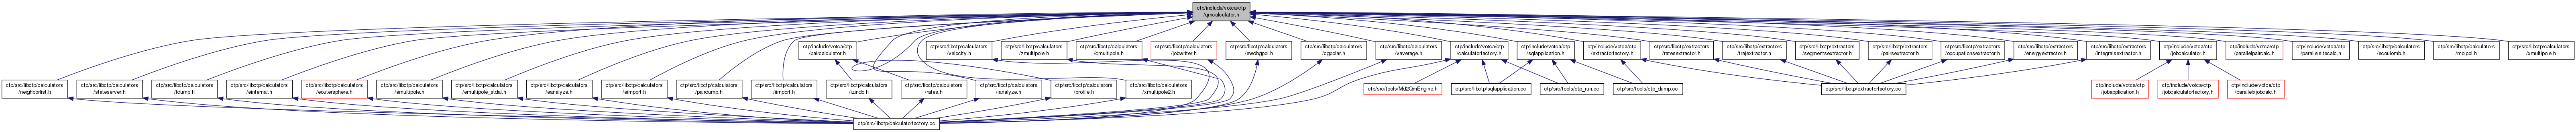 ctp/include/votca/ctp
/qmcalculator.h
ctp/include/votca/ctp
/paircalculator.h
ctp/src/libctp/calculators
/velocity.h
ctp/src/libctp/calculators
/zmultipole.h
ctp/src/libctp/calculators
/qmultipole.h
ctp/src/libctp/calculators
/jobwriter.h
ctp/src/libctp/calculators
/ewdbgpol.h
ctp/src/libctp/calculators
/cgpolar.h
ctp/src/libctp/calculators
/vaverage.h
ctp/include/votca/ctp
/calculatorfactory.h
ctp/include/votca/ctp
/sqlapplication.h
ctp/include/votca/ctp
/extractorfactory.h
ctp/src/libctp/extractors
/ratesextractor.h
ctp/src/libctp/extractors
/trajextractor.h
ctp/src/libctp/extractors
/segmentsextractor.h
ctp/src/libctp/extractors
/pairsextractor.h
ctp/src/libctp/extractors
/occupationsextractor.h
ctp/src/libctp/extractors
/energyextractor.h
ctp/src/libctp/extractors
/integralsextractor.h
ctp/include/votca/ctp
/jobcalculator.h
ctp/include/votca/ctp
/parallelpaircalc.h
ctp/include/votca/ctp
/parallelsitecalc.h
ctp/src/libctp/calculators
/ecoulomb.h
ctp/src/libctp/calculators
/molpol.h
ctp/src/libctp/calculators
/xmultipole.h
ctp/src/libctp/calculators
/neighborlist.h
ctp/src/libctp/calculators
/stateserver.h
ctp/src/libctp/calculators
/tdump.h
ctp/src/libctp/calculators
/einternal.h
ctp/src/libctp/calculators
/eoutersphere.h
ctp/src/libctp/calculators
/emultipole.h
ctp/src/libctp/calculators
/emultipole_stdal.h
ctp/src/libctp/calculators
/eanalyze.h
ctp/src/libctp/calculators
/eimport.h
ctp/src/libctp/calculators
/pairdump.h
ctp/src/libctp/calculators
/iimport.h
ctp/src/libctp/calculators
/izindo.h
ctp/src/libctp/calculators
/rates.h
ctp/src/libctp/calculators
/ianalyze.h
ctp/src/libctp/calculators
/profile.h
ctp/src/libctp/calculators
/xmultipole2.h
ctp/src/tools/Md2QmEngine.h
ctp/src/libctp/sqlapplication.cc
ctp/src/tools/ctp_run.cc
ctp/src/tools/ctp_dump.cc
ctp/src/libctp/extractorfactory.cc
ctp/include/votca/ctp
/jobapplication.h
ctp/include/votca/ctp
/jobcalculatorfactory.h
ctp/include/votca/ctp
/parallelxjobcalc.h
ctp/src/libctp/calculatorfactory.cc